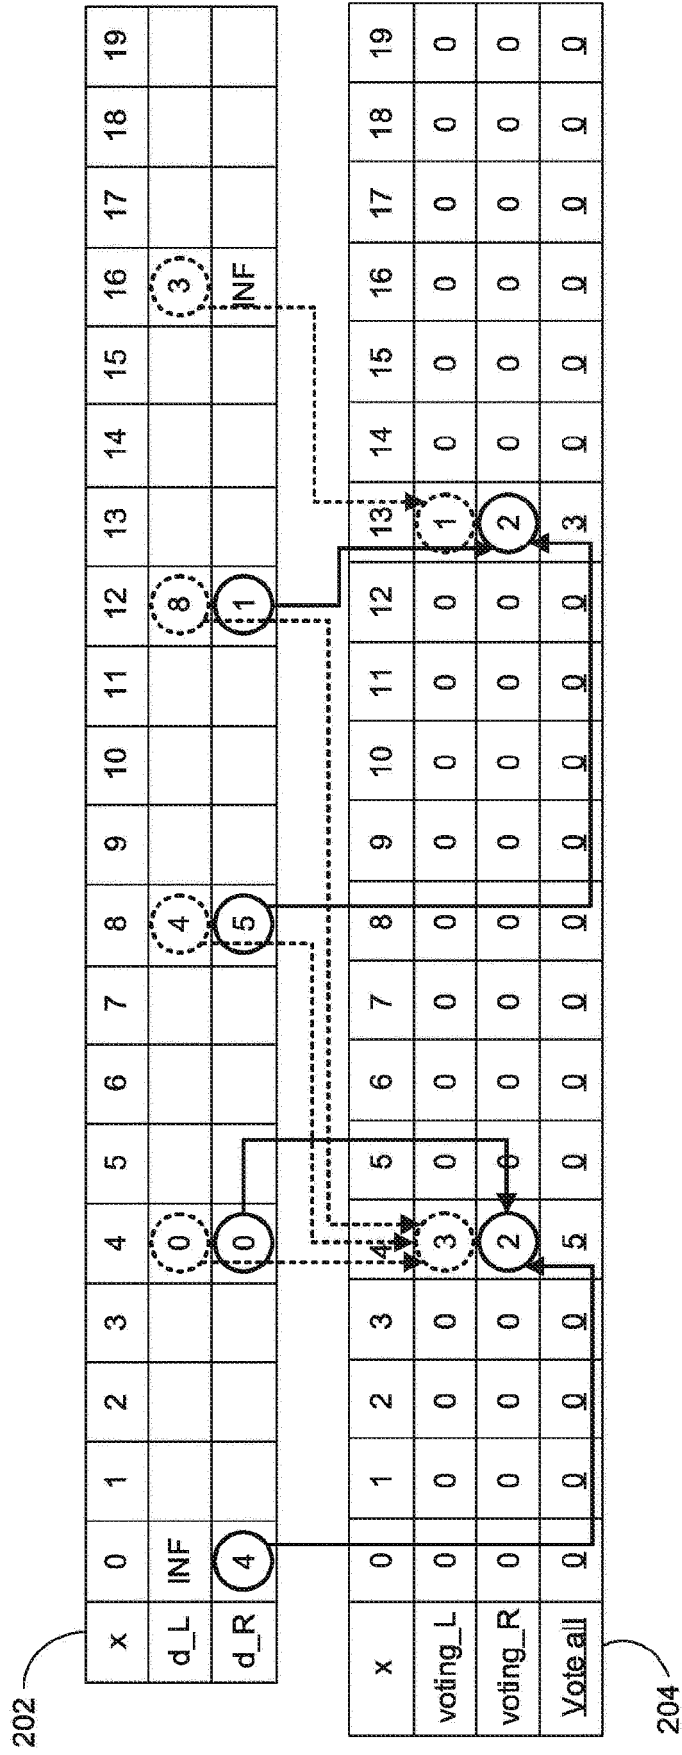 202
x 0 1 2 3 4 5 6 7 8 9 10 11 12 13 14 15 16 17 18 19
d_L INF 0 4 8 3
d_R 4 0 5 1 INF
x 0 1 2 3 4 5 6 7 8 9 10 11 12 13 14 15 16 17 18 19
voting_L 0 0 0 0 3 0 0 0 0 0 0 0 0 1 0 0 0 0 0 0
voting_R 0 0 0 0 2 0 0 0 0 0 0 0 0 2 0 0 0 0 0 0
Vote all 0 0 0 0 5 0 0 0 0 0 0 0 0 3 0 0 0 0 0 0
204